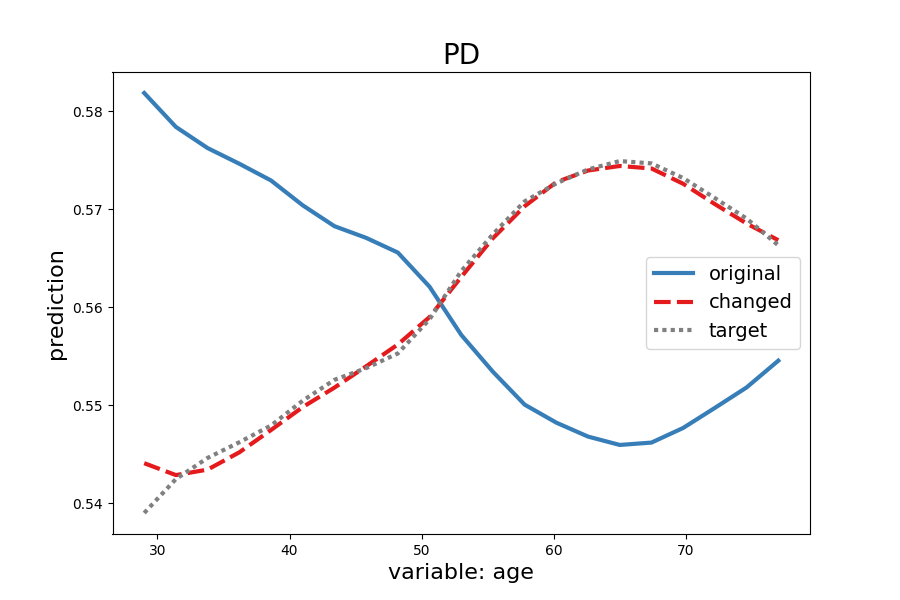 PD
prediction
0.58
0.57
0.56
0.55
0.54
original
changed
target
30 40 50 60 70
variable: age